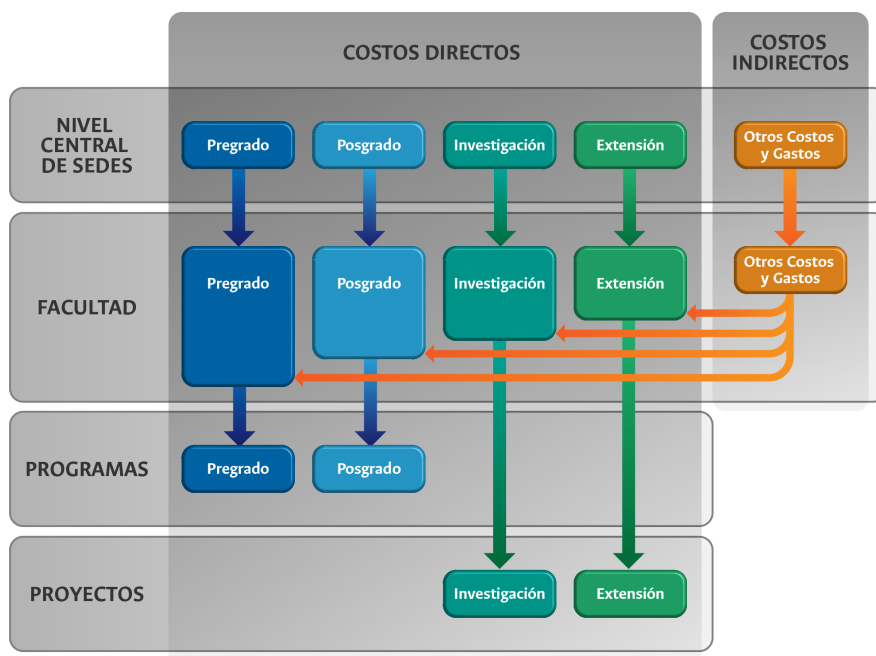 COSTOS DIRECTOS
COSTOS
INDIRECTOS
NIVEL
CENTRAL
DE SEDES
Pregrado
Posgrado
Investigación
Extensión
Otros Costos
y Gastos
FACULTAD
Pregrado
Posgrado
Investigación
Extensión
Otros Costos
y Gastos
PROGRAMAS
Pregrado
Posgrado
PROYECTOS
Investigación
Extensión